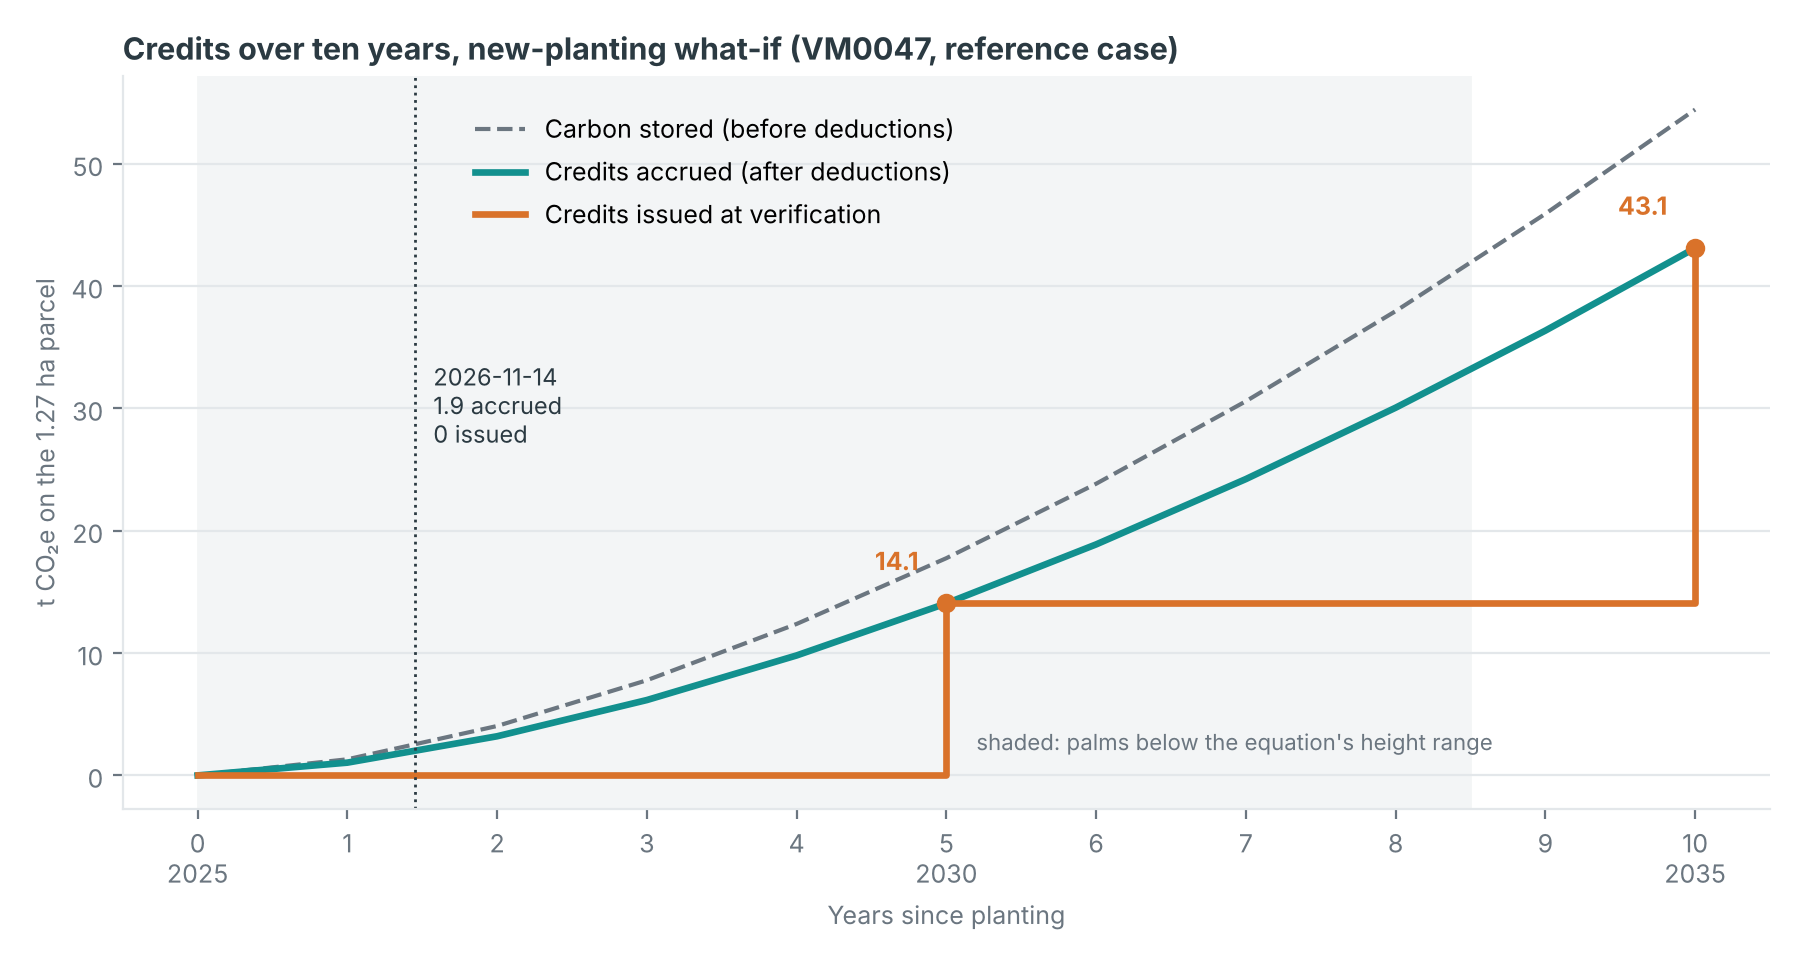 Credits over ten years, new-planting what-if (VM0047, reference case)
Carbon stored (before deductions)
Credits accrued (after deductions)
Credits issued at verification
50
40
30
20
10
0
t CO₂e on the 1.27 ha parcel
43.1
2026-11-14
1.9 accrued
0 issued
14.1
shaded: palms below the equation's height range
0 1 2 3 4 5 6 7 8 9 10
2025 2030 2035
Years since planting